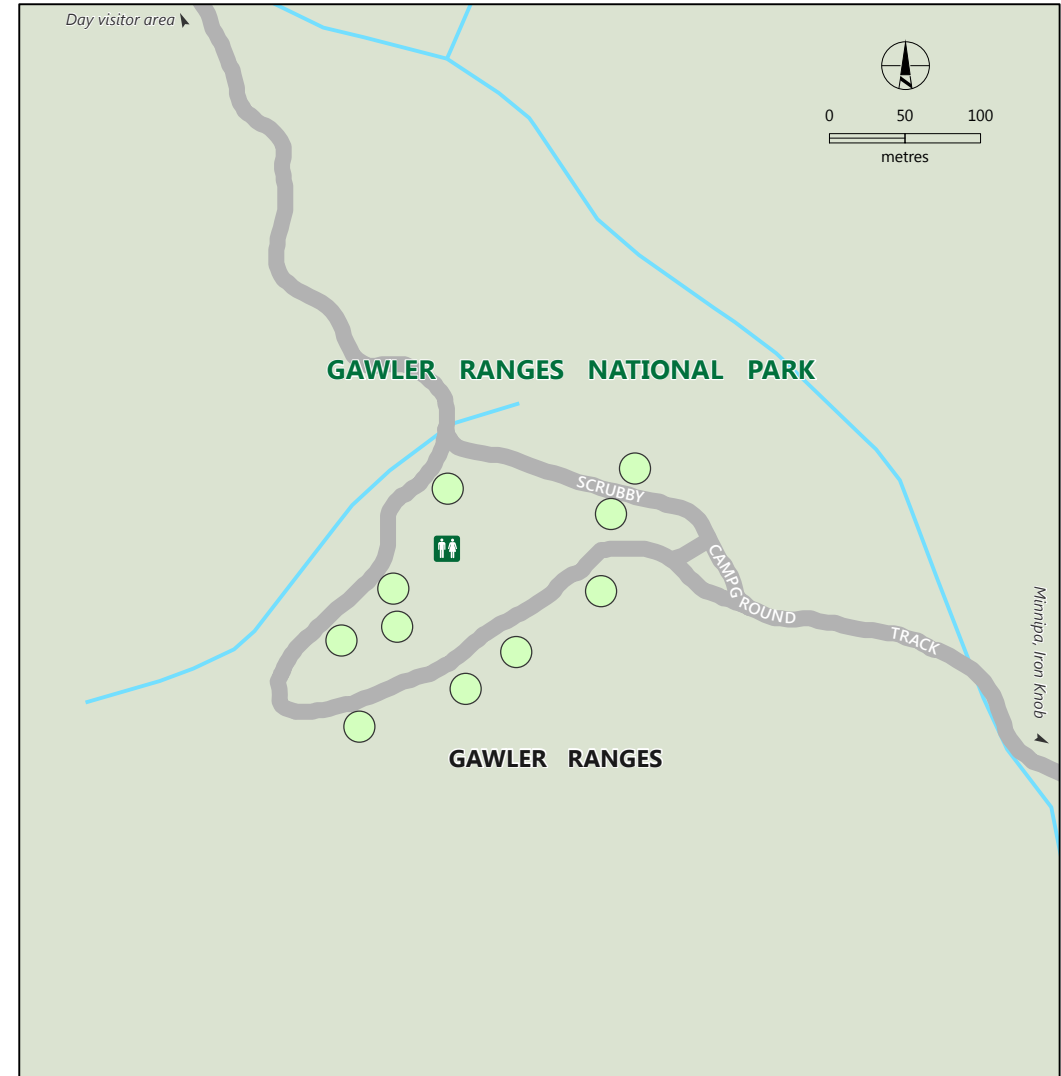 Day visitor area
0 50 100
metres
GAWLER RANGES NATIONAL PARK
SCRUBBY CAMPGROUND TRACK
Minnipa, Iron Knob
GAWLER RANGES